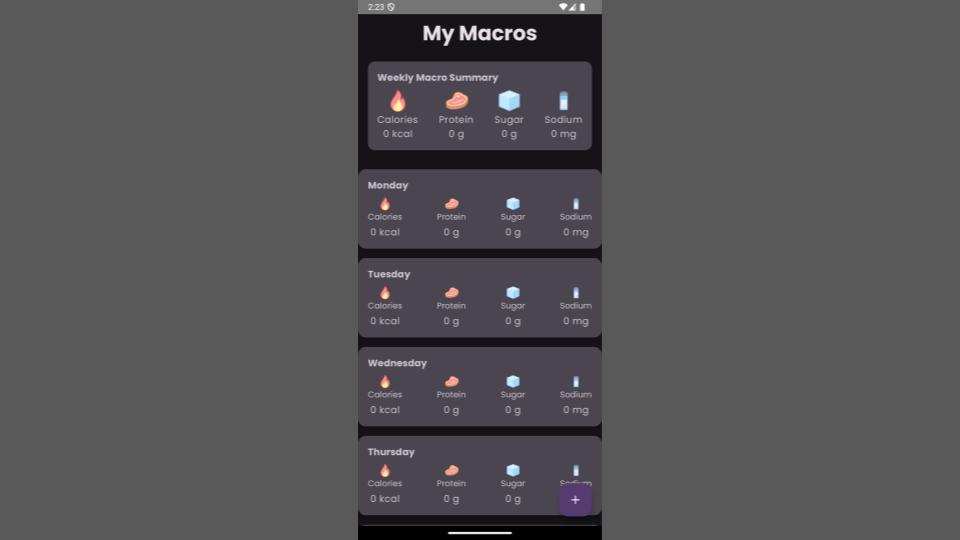 2:23
My Macros
Weekly Macro Summary
Calories Protein Sugar Sodium
0 kcal 0 g 0 g 0 mg
Monday
Calories Protein Sugar Sodium
0 kcal 0 g 0 g 0 mg
Tuesday
Calories Protein Sugar Sodium
0 kcal 0 g 0 g 0 mg
Wednesday
Calories Protein Sugar Sodium
0 kcal 0 g 0 g 0 mg
Thursday
Calories Protein Sugar Sodium
0 kcal 0 g 0 g
+